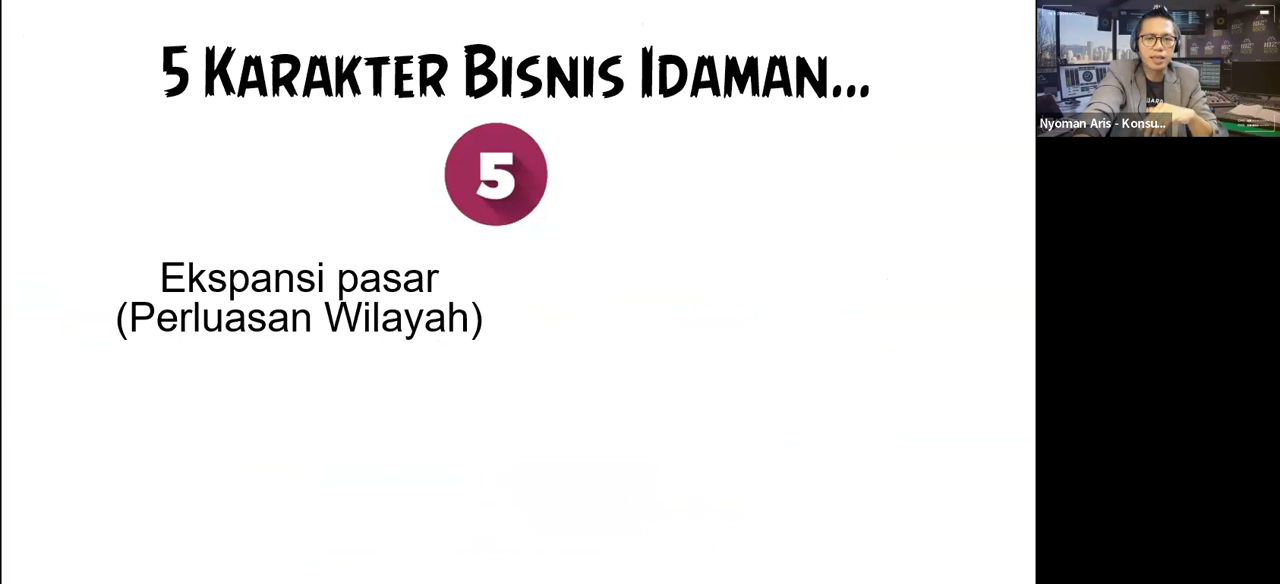 5 KARAKTER BISNIS IDAMAN...
5
Ekspansi pasar
(Perluasan Wilayah)
Nyoman Aris - Konsu...